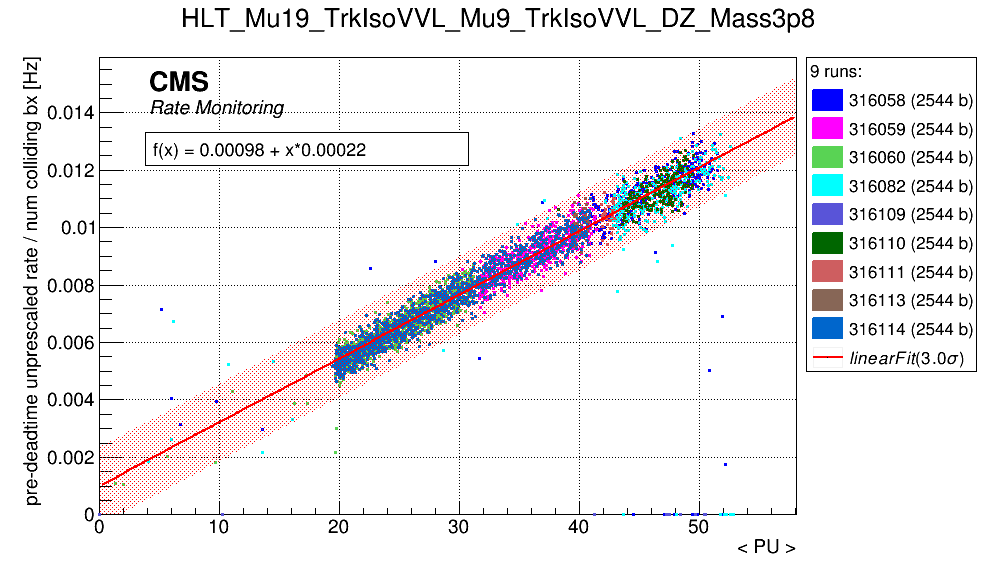 HLT_Mu19_TrkIsoVVL_Mu9_TrkIsoVVL_DZ_Mass3p8
pre-deadtime unprescaled rate / num colliding bx [Hz]
CMS
Rate Monitoring
f(x) = 0.00098 + x*0.00022
0.014
0.012
0.01
0.008
0.006
0.004
0.002
0
0
10
20
30
40
50
< PU >
9 runs:
316058 (2544 b)
316059 (2544 b)
316060 (2544 b)
316082 (2544 b)
316109 (2544 b)
316110 (2544 b)
316111 (2544 b)
316113 (2544 b)
316114 (2544 b)
linearFit(3.0σ)